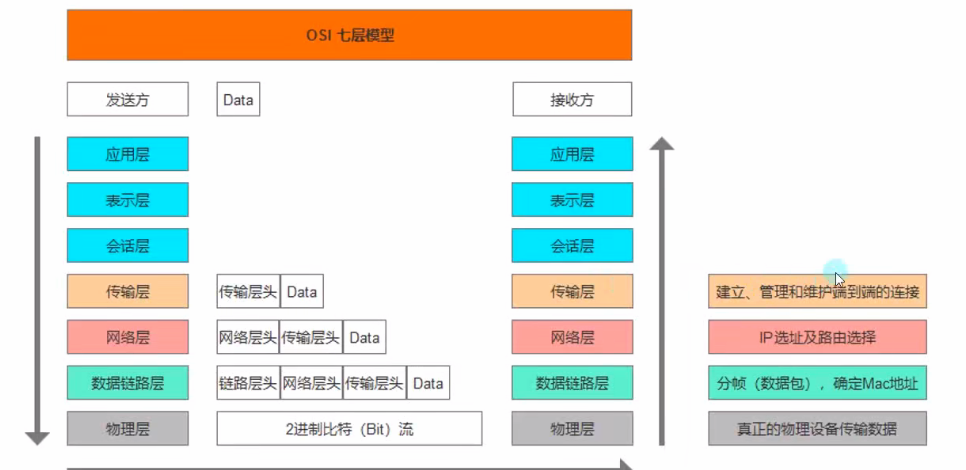 OSI 七层模型
发送方 Data 接收方
应用层 应用层
表示层 表示层
会话层 会话层
传输层 传输层头 Data 传输层 建立、管理和维护端到端的连接
网络层 网络层头 传输层头 Data 网络层 IP选址及路由选择
数据链路层 链路层头 网络层头 传输层头 Data 数据链路层 分帧（数据包），确定Mac地址
物理层 2进制比特（Bit）流 物理层 真正的物理设备传输数据